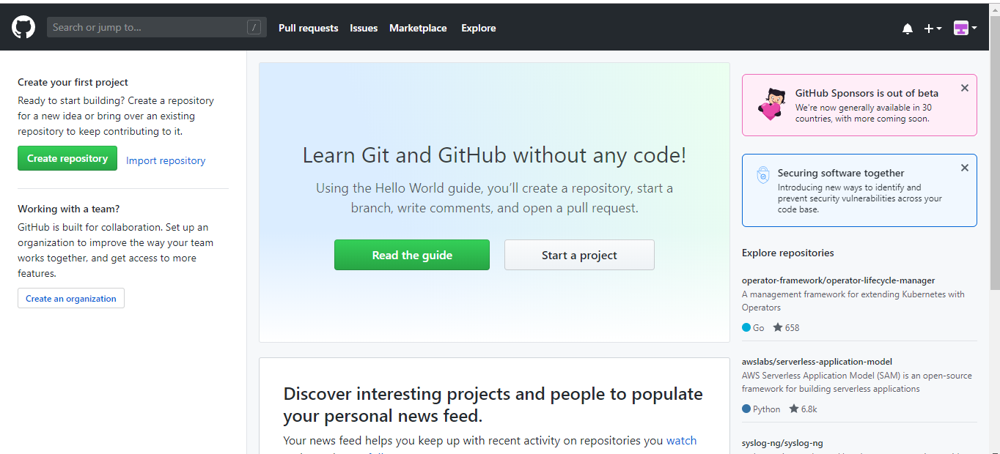 Search or jump to...
/
Pull requests
Issues
Marketplace
Explore
Create your first project
Ready to start building? Create a repository
for a new idea or bring over an existing
repository to keep contributing to it.
Create repository
Import repository
Working with a team?
GitHub is built for collaboration. Set up an
organization to improve the way your team
works together, and get access to more
features.
Create an organization
Learn Git and GitHub without any code!
Using the Hello World guide, you’ll create a repository, start a
branch, write comments, and open a pull request.
Read the guide
Start a project
Discover interesting projects and people to populate
your personal news feed.
Your news feed helps you keep up with recent activity on repositories you watch
GitHub Sponsors is out of beta
We're now generally available in 30
countries, with more coming soon.
Securing software together
Introducing new ways to identify and
prevent security vulnerabilities across your
code base.
Explore repositories
operator-framework/operator-lifecycle-manager
A management framework for extending Kubernetes with
Operators
Go
658
awslabs/serverless-application-model
AWS Serverless Application Model (SAM) is an open-source
framework for building serverless applications
Python
6.8k
syslog-ng/syslog-ng